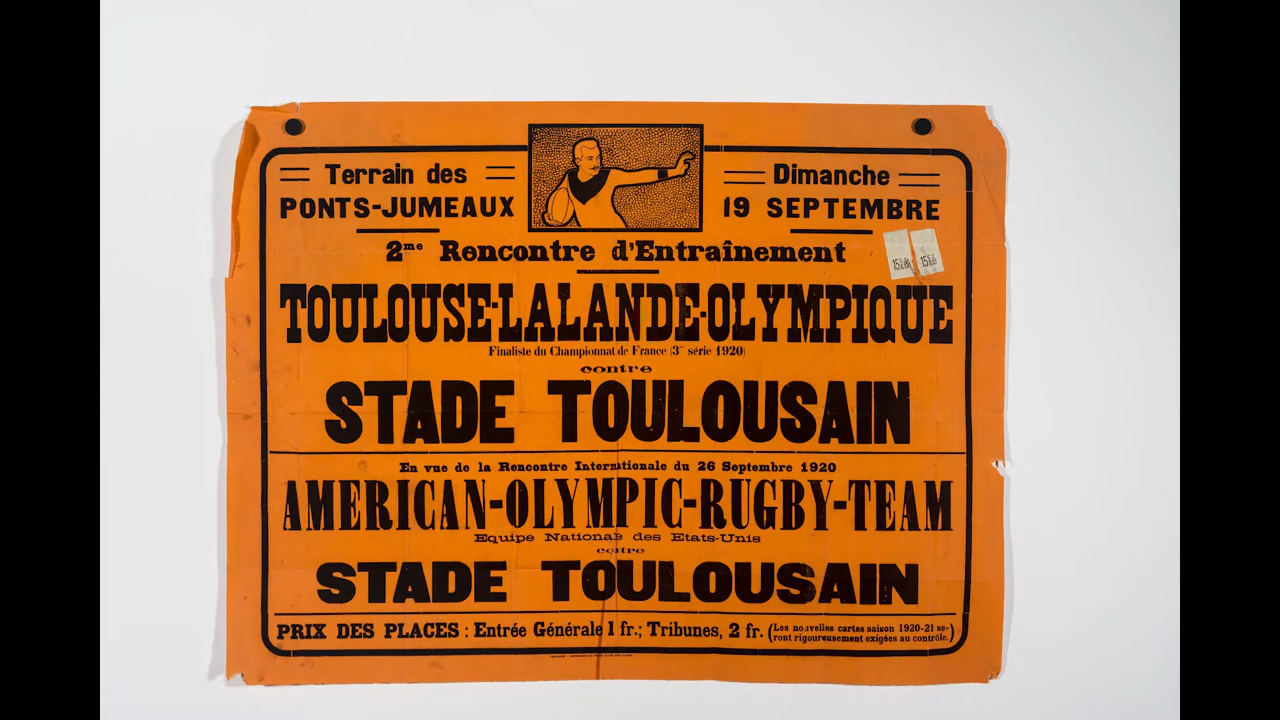 Terrain des
PONTS-JUMEAUX
Dimanche
19 SEPTEMBRE
2me Rencontre d'Entraînement
TOULOUSE-LALANDE-OLYMPIQUE
Finaliste du Championnat de France (3me série 1920)
contre
STADE TOULOUSAIN
En vue de la Rencontre Internationale du 26 Septembre 1920
AMERICAN-OLYMPIC-RUGBY-TEAM
Equipe Nationale des Etats-Unis
contre
STADE TOULOUSAIN
PRIX DES PLACES : Entrée Générale 1 fr.; Tribunes, 2 fr. (Les nouvelles cartes saison 1920-21 se-
ront rigoureusement exigées au contrôle.)